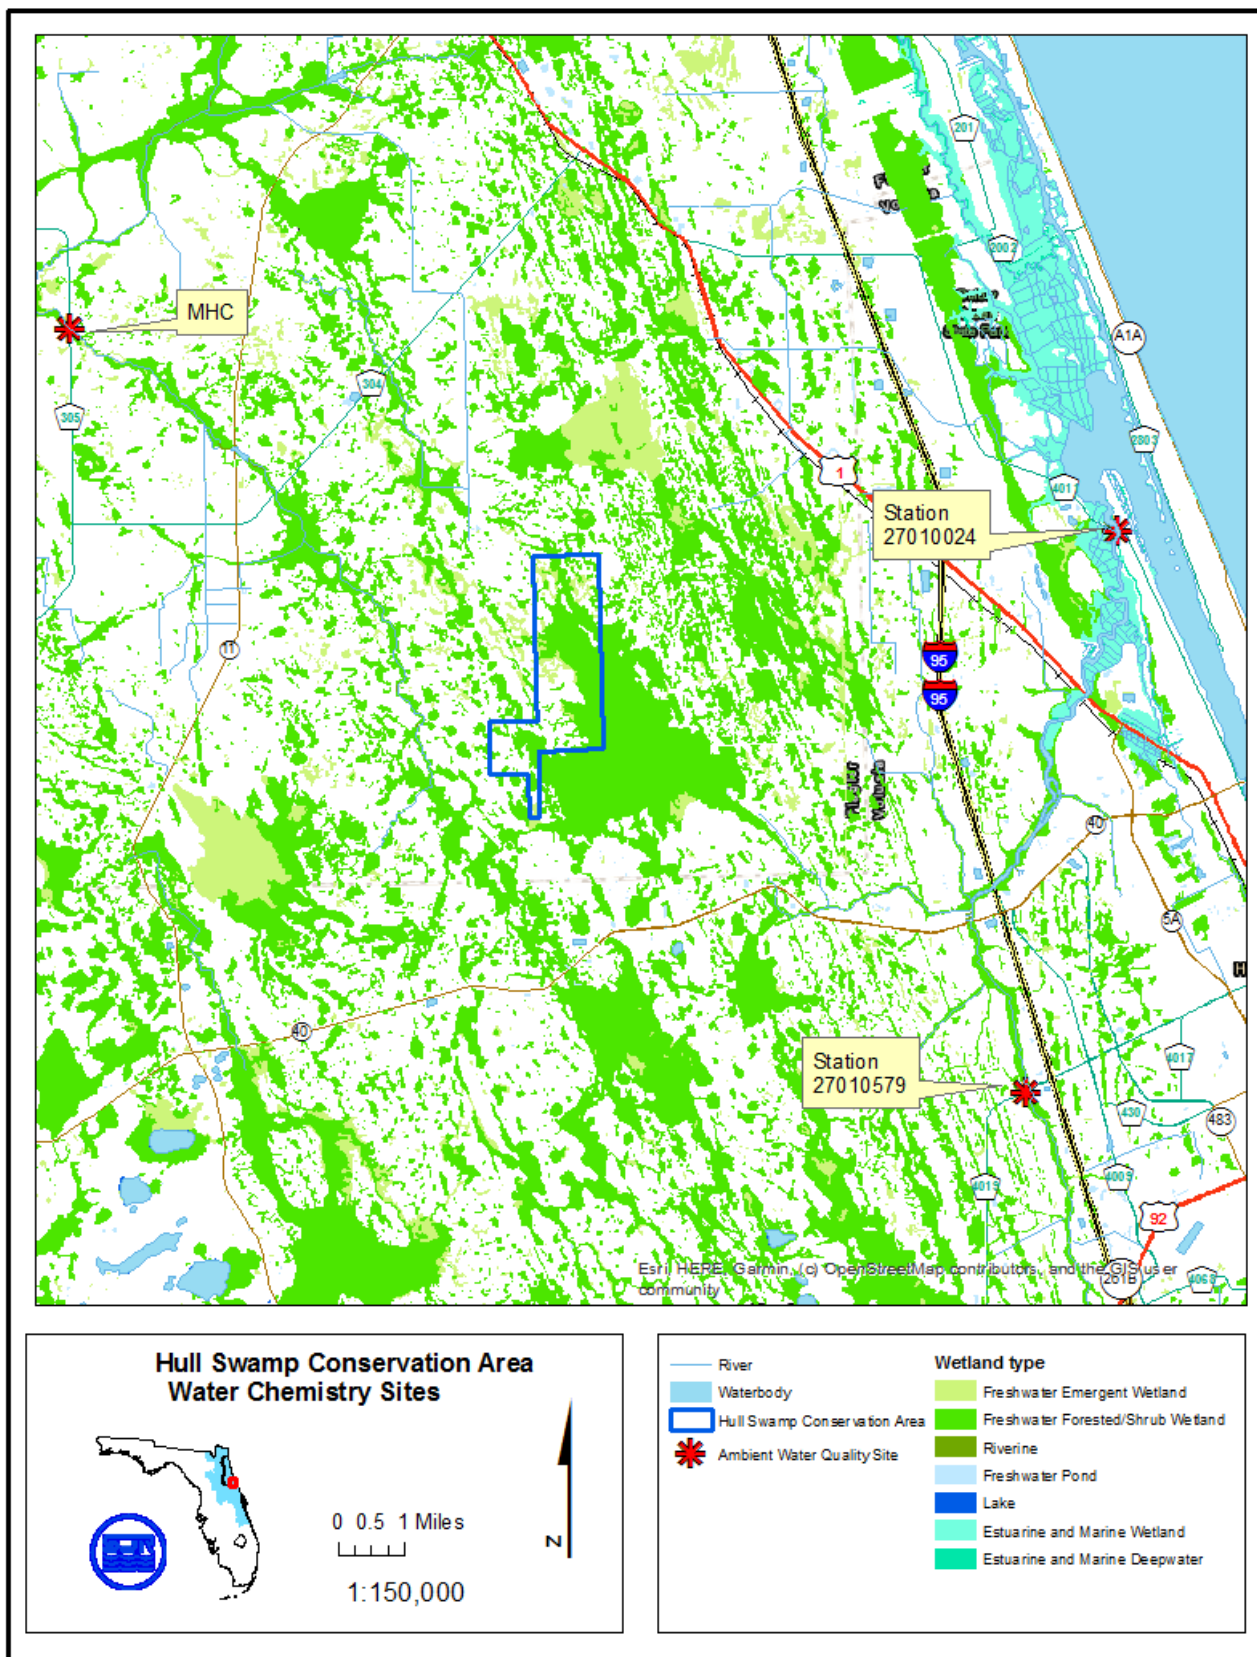 201
2002
A1A
MHC
304
305
2803
1
401
Station
27010024
11
95
95
40
5A
H
40
Station
27010579
4017
430
483
4019
4009
92
Esri, HERE, Garmin, (c) OpenStreetMap contributors, and the GIS user
community
(261B)
4068
Hull Swamp Conservation Area
Water Chemistry Sites
0 0.5 1 Miles
1:150,000
N
River
Waterbody
Hull Swamp Conservation Area
Ambient Water Quality Site
Wetland type
Freshwater Emergent Wetland
Freshwater Forested/Shrub Wetland
Riverine
Freshwater Pond
Lake
Estuarine and Marine Wetland
Estuarine and Marine Deepwater